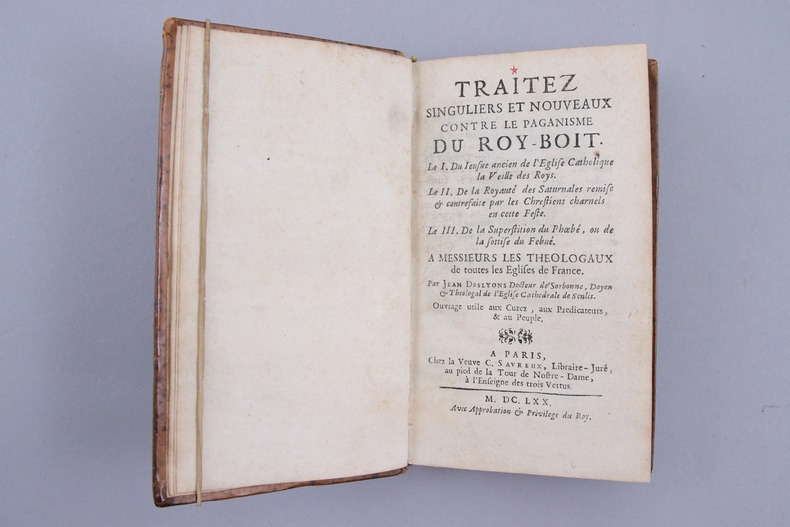 TRAITEZ
SINGULIERS ET NOUVEAUX
CONTRE LE PAGANISME
DU ROY-BOIT.
Le I. Du Ieusne ancien de l'Eglise Catholique
la Veille des Roys.
Le II. De la Royauté des Saturnales remise
& contrefaite par les Chrestiens charnels
en cette Feste.
Le III. De la Superstition du Phœbé, ou de
la sottise du Febué.
A MESSIEURS LES THEOLOGAUX
de toutes les Eglises de France.
Par JEAN DESLYONS Docteur de Sorbonne, Doyen
& Theologal de l'Eglise Cathedrale de Senlis.
Ouvrage utile aux Curez, aux Predicateurs,
& au Peuple.
A PARIS,
Chez la Veuve C. SAVREUX, Libraire-Juré,
au pied de la Tour de Nostre-Dame,
à l'Enseigne des trois Vertus.
M. DC. LXX.
Avec Approbation & Privilege du Roy.